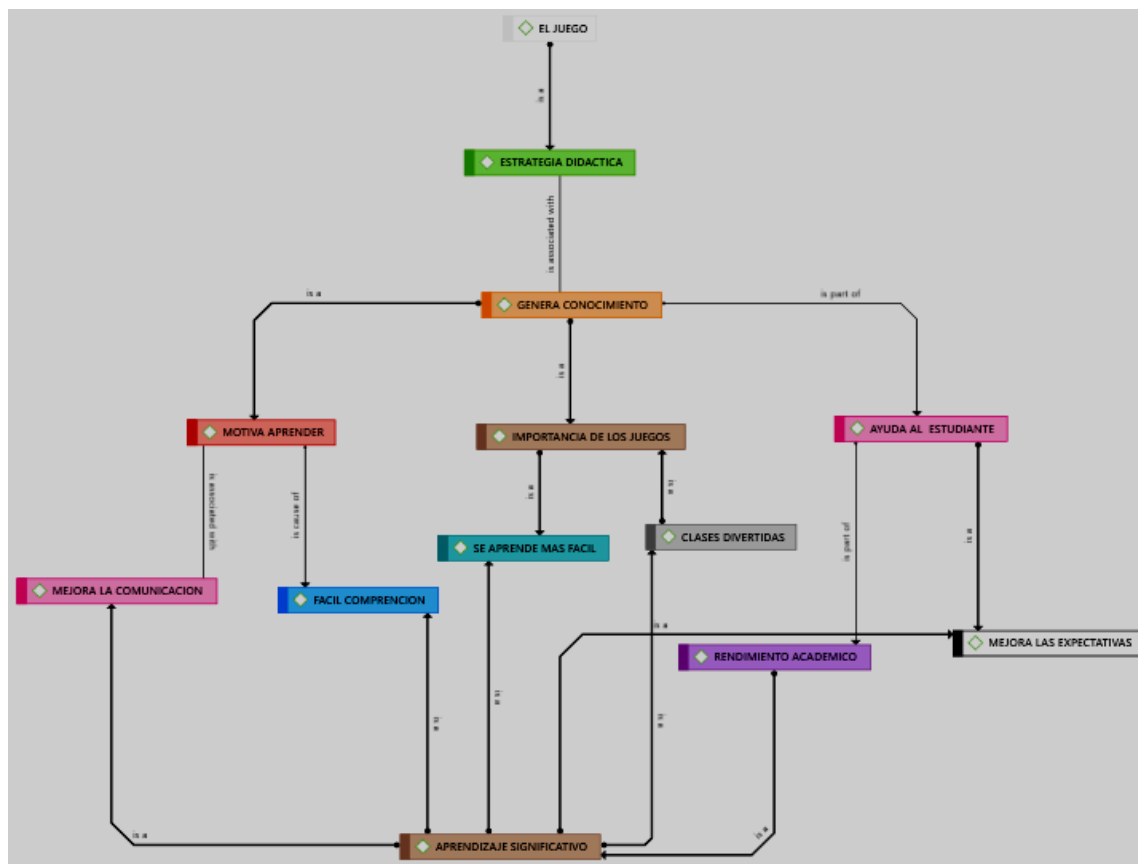 EL JUEGO
is a
ESTRATEGIA DIDACTICA
is associated with
GENERA CONOCIMIENTO
is a
is part of
is a
MOTIVA APRENDER
IMPORTANCIA DE LOS JUEGOS
AYUDA AL ESTUDIANTE
is associated with
is cause of
is a
is a
is part of
is a
SE APRENDE MAS FACIL
CLASES DIVERTIDAS
MEJORA LA COMUNICACION
FACIL COMPRENCION
is a
MEJORA LAS EXPECTATIVAS
RENDIMIENTO ACADEMICO
is a
is a
is a
is a
is a
APRENDIZAJE SIGNIFICATIVO